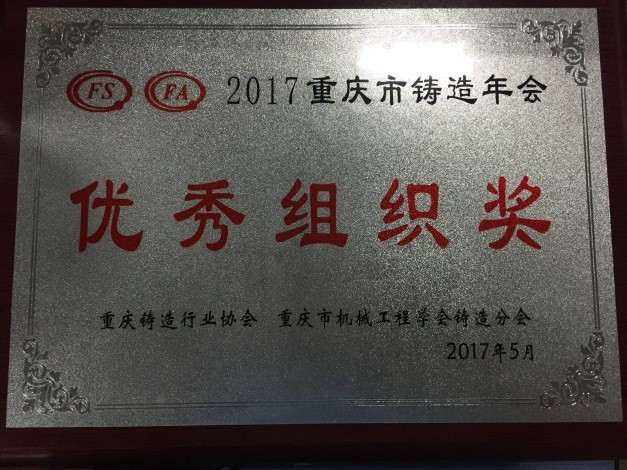 FS FA 2017重庆市铸造年会
优秀组织奖
重庆铸造行业协会 重庆市机械工程学会铸造分会
2017年5月